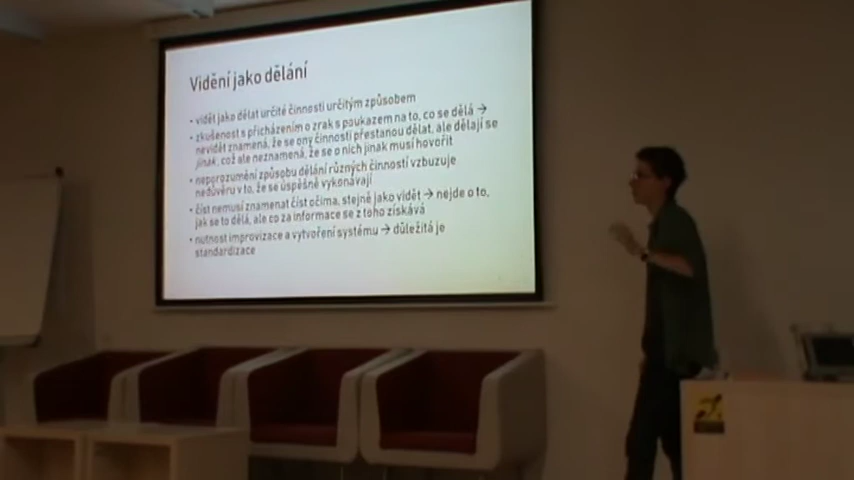 Vidění jako dělání
• vidět jako dělat určité činnosti určitým způsobem
• zkušenost s přicházením o zrak s poukazem na to, co se dělá →
nevidět znamená, že se ony činnosti přestanou dělat, ale dělají se
jinak, což ale neznamená, že se o nich jinak musí hovořit
• neporozumění způsobu dělání různých činností vzbuzuje
nedůvěru v to, že se úspěšně vykonávají
• číst nemusí znamenat číst očima, stejně jako vidět → nejde o to,
jak se to dělá, ale co za informace se z toho získává
• nutnost improvizace a vytvoření systému → důležitá je
standardizace